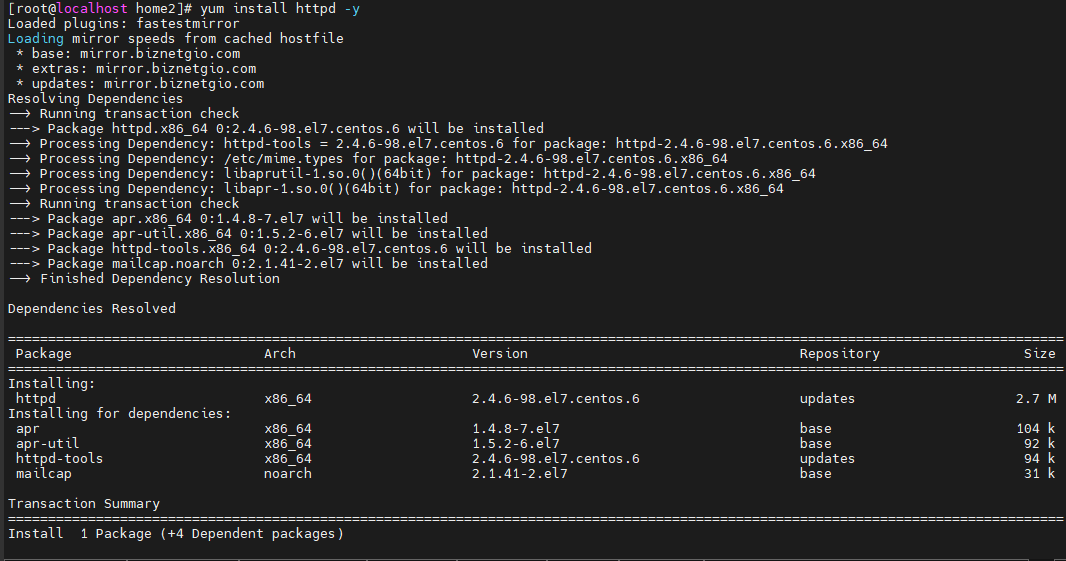 [root@localhost home2]# yum install httpd -y
Loaded plugins: fastestmirror
Loading mirror speeds from cached hostfile
 * base: mirror.biznetgio.com
 * extras: mirror.biznetgio.com
 * updates: mirror.biznetgio.com
Resolving Dependencies
--> Running transaction check
---> Package httpd.x86_64 0:2.4.6-98.el7.centos.6 will be installed
--> Processing Dependency: httpd-tools = 2.4.6-98.el7.centos.6 for package: httpd-2.4.6-98.el7.centos.6.x86_64
--> Processing Dependency: /etc/mime.types for package: httpd-2.4.6-98.el7.centos.6.x86_64
--> Processing Dependency: libaprutil-1.so.0()(64bit) for package: httpd-2.4.6-98.el7.centos.6.x86_64
--> Processing Dependency: libapr-1.so.0()(64bit) for package: httpd-2.4.6-98.el7.centos.6.x86_64
--> Running transaction check
---> Package apr.x86_64 0:1.4.8-7.el7 will be installed
---> Package apr-util.x86_64 0:1.5.2-6.el7 will be installed
---> Package httpd-tools.x86_64 0:2.4.6-98.el7.centos.6 will be installed
---> Package mailcap.noarch 0:2.1.41-2.el7 will be installed
--> Finished Dependency Resolution

Dependencies Resolved

====================================================================================================================================
 Package                        Arch                      Version                                  Repository                  Size
====================================================================================================================================
Installing:
 httpd                          x86_64                    2.4.6-98.el7.centos.6                    updates                    2.7 M
Installing for dependencies:
 apr                            x86_64                    1.4.8-7.el7                              base                       104 k
 apr-util                       x86_64                    1.5.2-6.el7                              base                        92 k
 httpd-tools                    x86_64                    2.4.6-98.el7.centos.6                    updates                     94 k
 mailcap                        noarch                    2.1.41-2.el7                             base                        31 k

Transaction Summary
====================================================================================================================================
Install  1 Package (+4 Dependent packages)